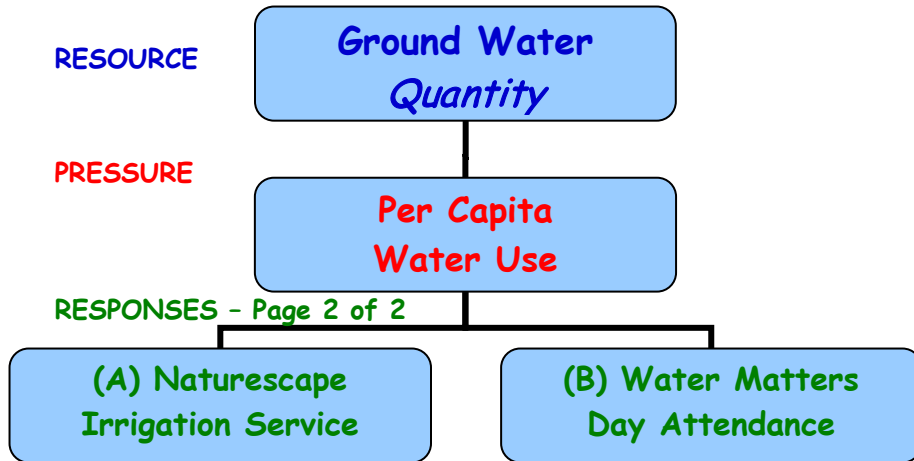 RESOURCE
Ground Water
Quantity
PRESSURE
Per Capita
Water Use
RESPONSES – Page 2 of 2
(A) Naturescape
Irrigation Service
(B) Water Matters
Day Attendance